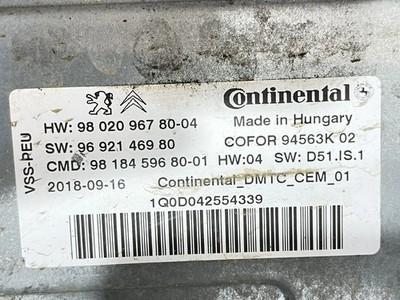 VSS-PEU
Continental
HW: 98 020 967 80-04
Made in Hungary
SW: 96 921 469 80
COFOR 94563K 02
CMD: 98 184 596 80-01 HW:04 SW: D51.IS.1
2018-09-16 Continental_DMTC_CEM_01
1Q0D042554339